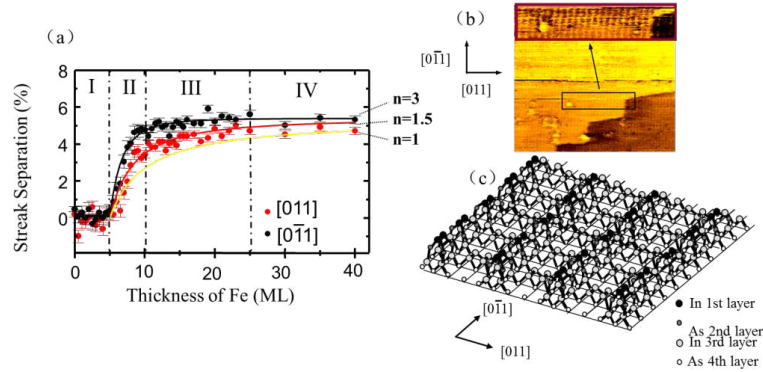 (a)
I II III IV
8
6
4
2
0
n=3
n=1.5
n=1
[011]
[01̄1]
0 10 20 30 40
Thickness of Fe (ML)
Streak Separation (%)
(b)
[01̄1]
[011]
(c)
[01̄1]
[011]
In 1st layer
As 2nd layer
In 3rd layer
As 4th layer